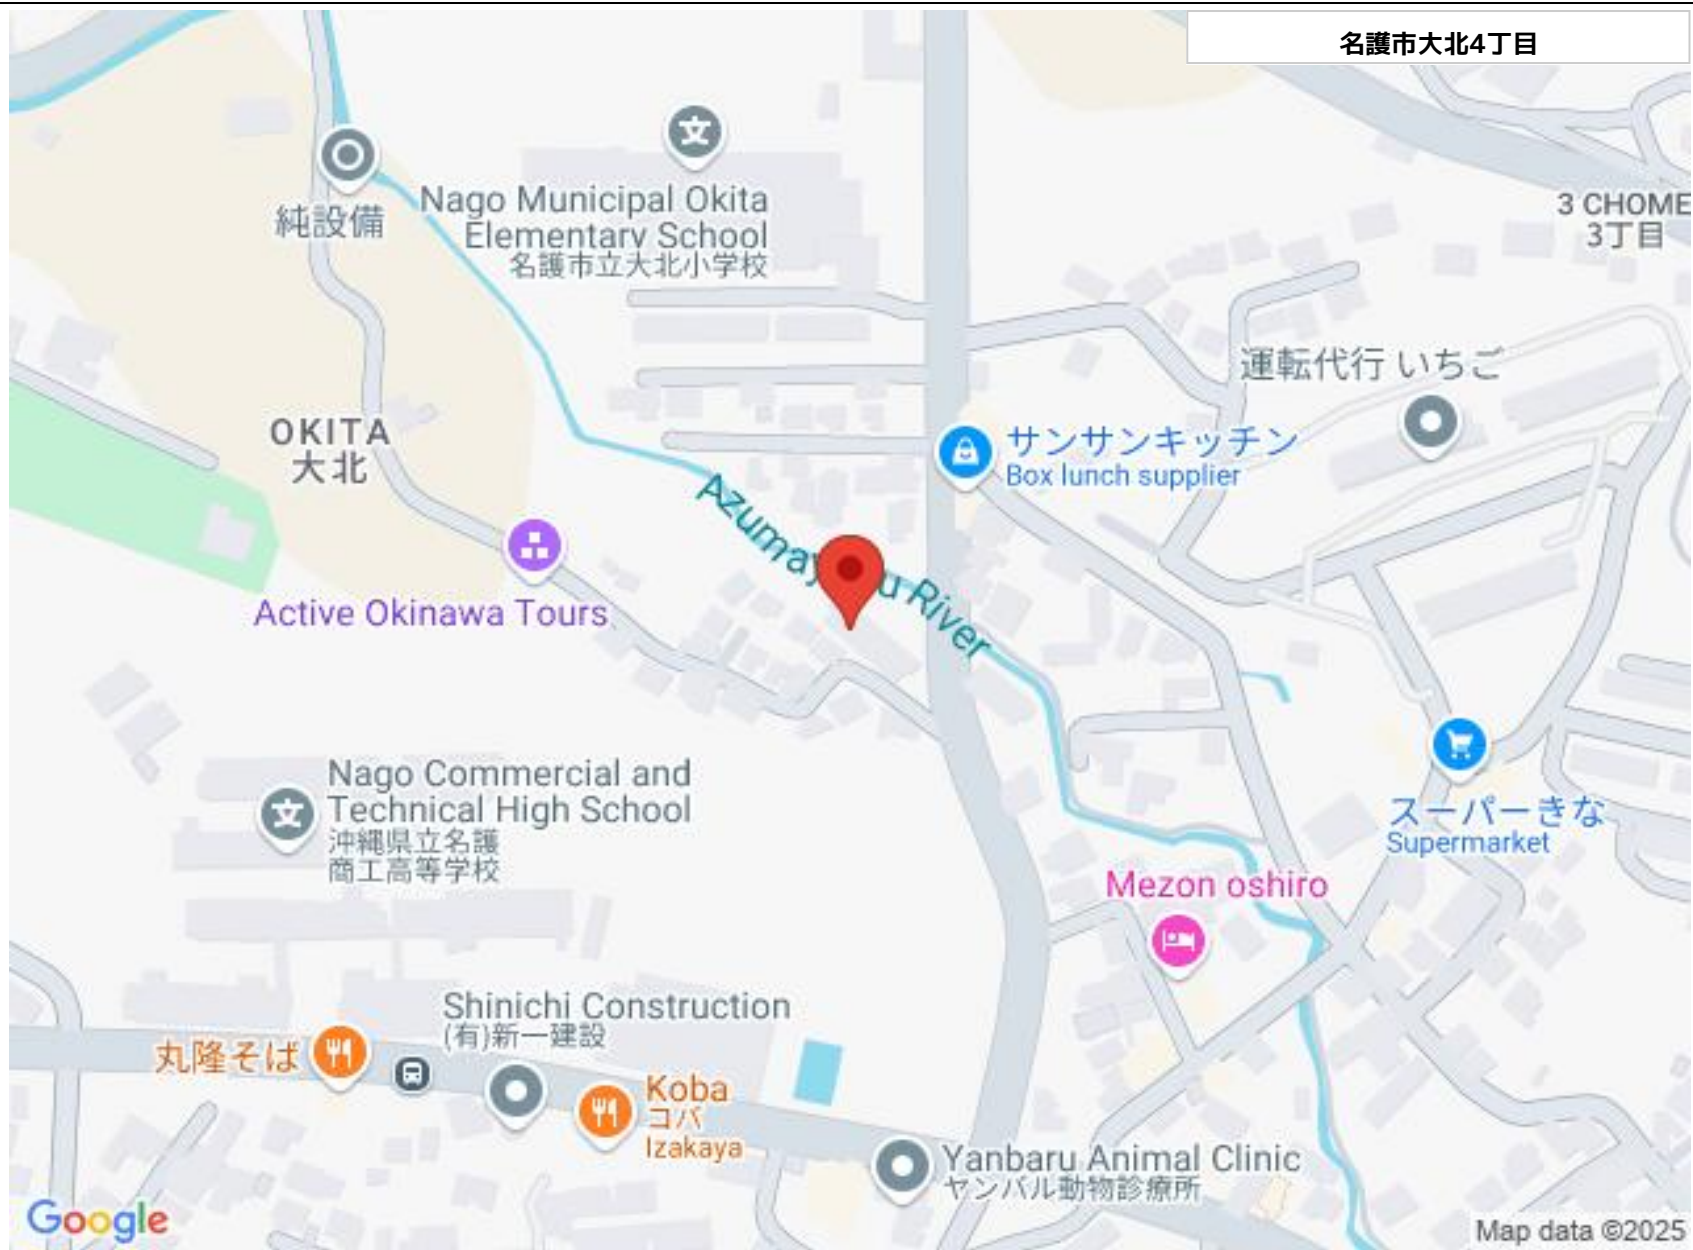 名護市大北4丁目
Nago Municipal Okita
Elementary School
名護市立大北小学校
純設備
3 CHOME
3丁目
運転代行 いちご
サンサンキッチン
Box lunch supplier
OKITA
大北
Azumay
u River
Active Okinawa Tours
Nago Commercial and
Technical High School
沖縄県立名護
商工高等学校
スーパーきな
Supermarket
Mezon oshiro
Shinichi Construction
(有)新一建設
丸隆そば
Koba
コバ
Izakaya
Yanbaru Animal Clinic
ヤンバル動物診療所
Google
Map data ©2025